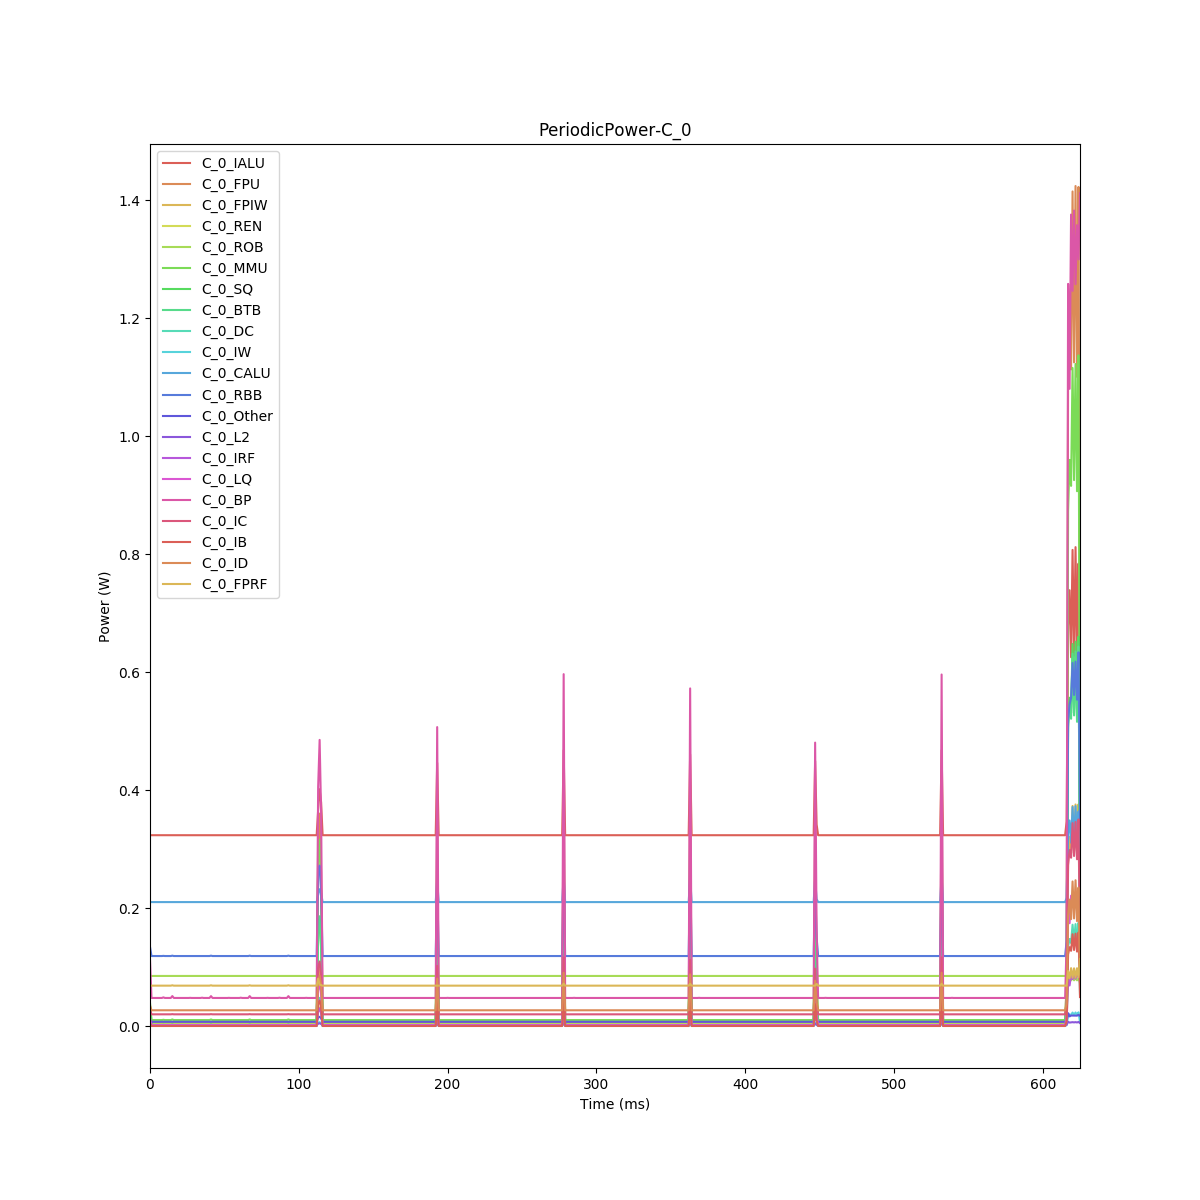 PeriodicPower-C_0
C_0_IALU
C_0_FPU
C_0_FPIW
C_0_REN
C_0_ROB
C_0_MMU
C_0_SQ
C_0_BTB
C_0_DC
C_0_IW
C_0_CALU
C_0_RBB
C_0_Other
C_0_L2
C_0_IRF
C_0_LQ
C_0_BP
C_0_IC
C_0_IB
C_0_ID
C_0_FPRF
1.4
1.2
1.0
0.8
0.6
0.4
0.2
0.0
Power (W)
0 100 200 300 400 500 600
Time (ms)